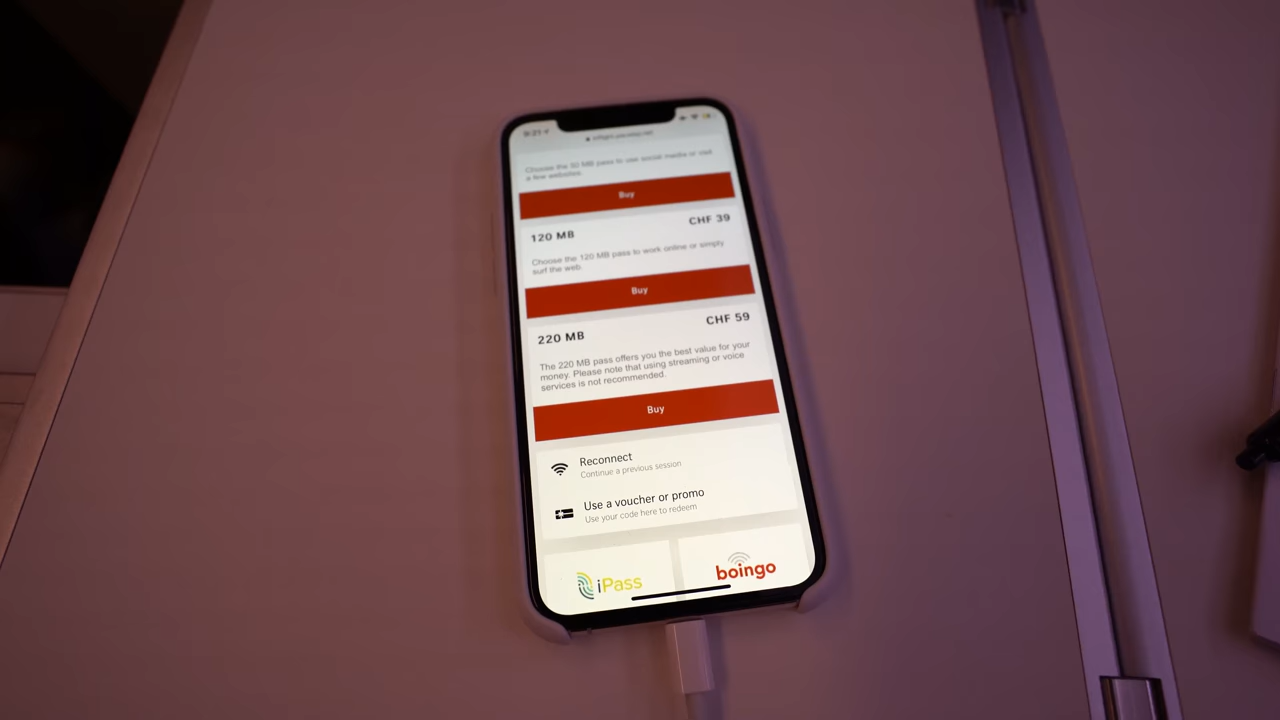 9:21
Choose the 50 MB pass to use social media or visit
a few websites.
Buy
120 MB
CHF 39
Choose the 120 MB pass to work online or simply
surf the web
Buy
220 MB
CHF 59
The 220 MB pass offers you the best value for your
money. Please note that using streaming or voice
services is not recommended.
Buy
Reconnect
Continue a previous session
Use a voucher or promo
Use your code here to redeem
iPass
boingo